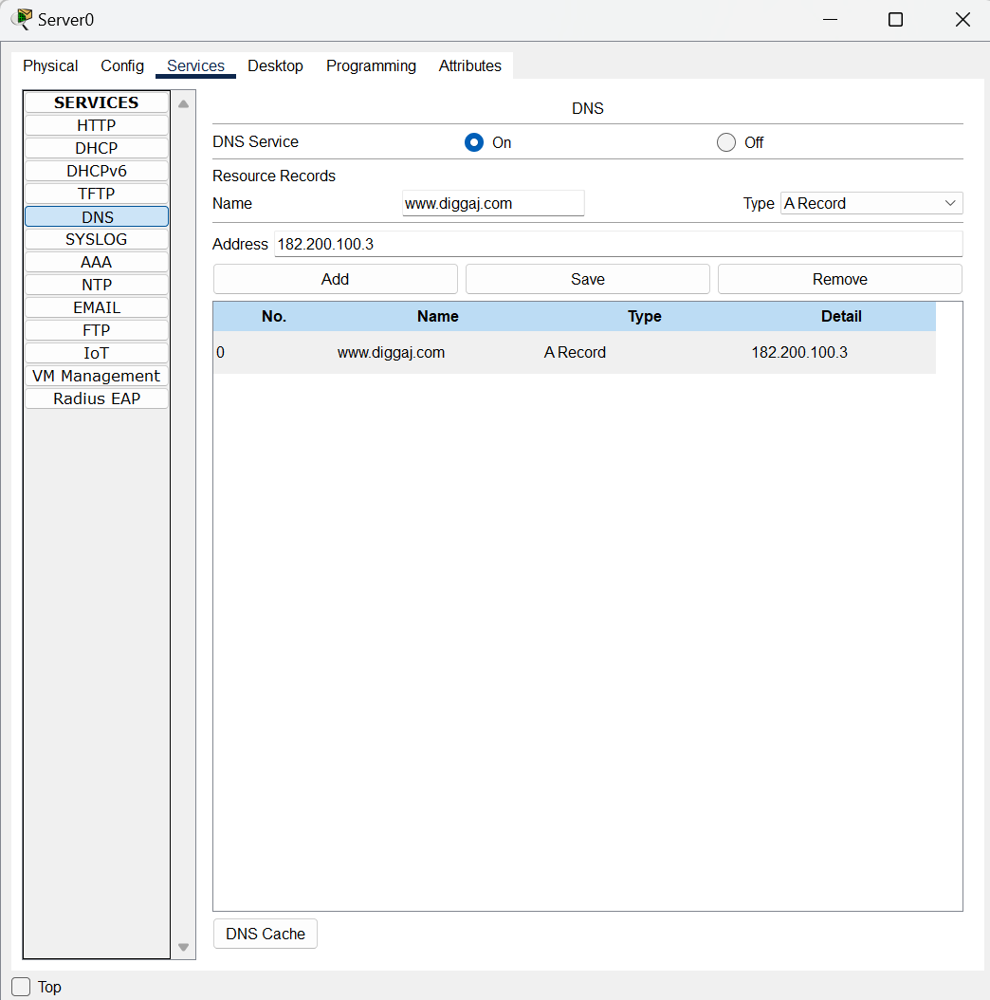 Server0
Physical Config Services Desktop Programming Attributes
SERVICES
HTTP
DHCP
DHCPv6
TFTP
DNS
SYSLOG
AAA
NTP
EMAIL
FTP
IoT
VM Management
Radius EAP
DNS
DNS Service On Off
Resource Records
Name www.diggaj.com Type A Record
Address 182.200.100.3
Add Save Remove
No. Name Type Detail
0 www.diggaj.com A Record 182.200.100.3
DNS Cache
Top